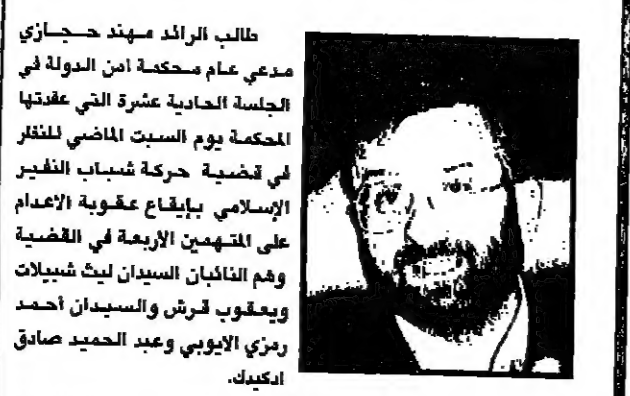 طالب الرائد مهند حجازي
مدعي عام محكمة امن الدولة في
الجلسة الحادية عشرة التي عقدتها
المحكمة يوم السبت الماضي للنظر
في قضية حركة شباب النفير
الإسلامي بإيقاع عقوبة الاعدام
على المتهمين الاربعة في القضية
وهم النائبان السيدان ليث شبيلات
ويعقوب قرش والسيدان أحمد
رمزي الايوبي وعبد الحميد صادق
ادكيدك.